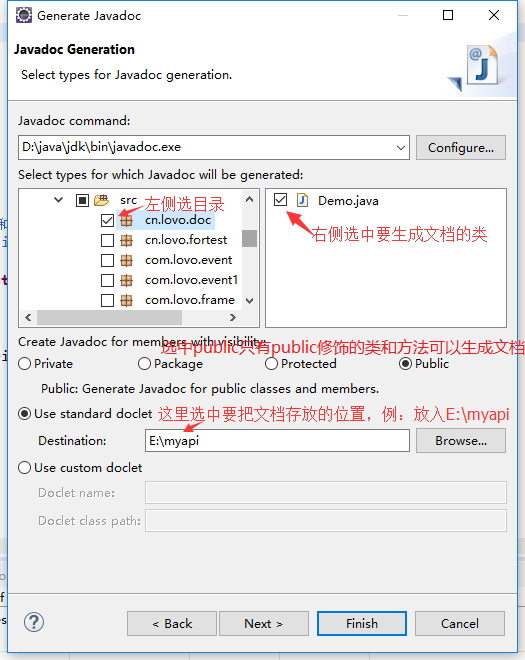 Generate Javadoc
Javadoc Generation
Select types for Javadoc generation.
Javadoc command:
D:\java\jdk\bin\javadoc.exe
Configure...
Select types for which Javadoc will be generated:
src
左侧选目录
cn.lovo.doc
cn.lovo.fortest
com.lovo.event
com.lovo.event1
com.lovo.frame
Demo.java
右侧选中要生成文档的类
Create Javadoc for members with visibility:
选中public只有public修饰的类和方法可以生成文档
Private
Package
Protected
Public
Public: Generate Javadoc for public classes and members.
Use standard doclet
这里选中要把文档存放的位置，例：放入E:\myapi
Destination:
E:\myapi
Browse...
Use custom doclet
Doclet name:
Doclet class path:
< Back
Next >
Finish
Cancel